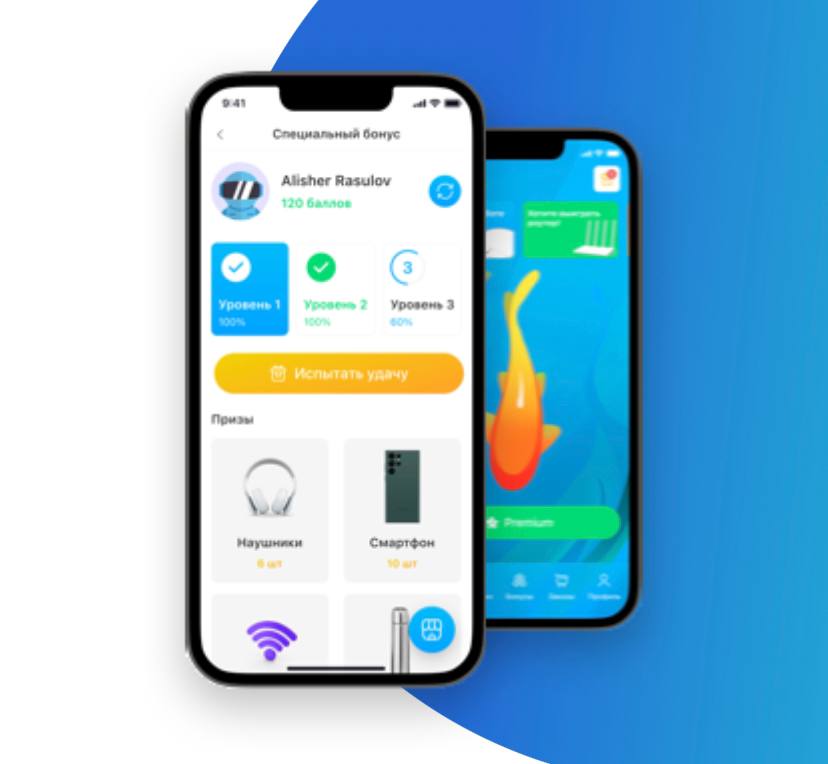 9:41
Специальный бонус
Alisher Rasulov
120 баллов
3
Уровень 1
Уровень 2
Уровень 3
100%
100%
60%
Испытать удачу
Призы
Наушники
Смартфон
6 шт
10 шт
Хотите выиграть
роутер?
Premium
Бонусы
Профиль